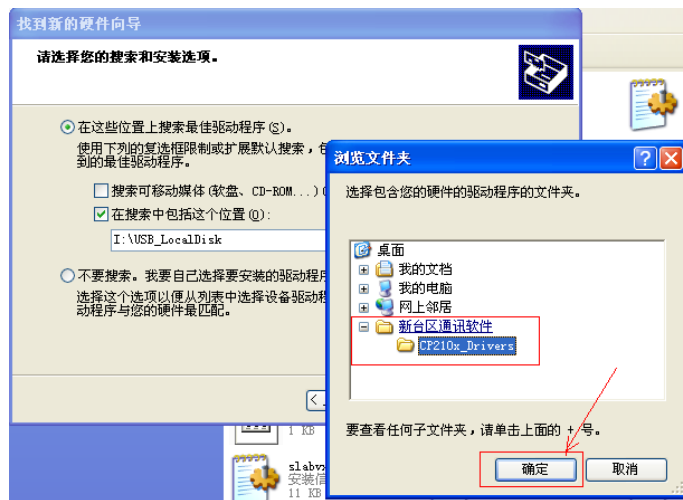 找到新的硬件向导
请选择您的搜索和安装选项。
在这些位置上搜索最佳驱动程序(S)。
使用下列的复选框限制或扩展默认搜索，
到的最佳驱动程序。
搜索可移动媒体(软盘、CD-ROM...)(
在搜索中包括这个位置(O):
I:\USB_LocalDisk
不要搜索。我要自己选择要安装的驱动程
选择这个选项以便从列表中选择设备驱动
动程序与您的硬件最匹配。
<
1 KB
slabv
安装信
11 KB
浏览文件夹
选择包含您的硬件的驱动程序的文件夹。
桌面
我的文档
我的电脑
网上邻居
新台区通讯软件
CP210x_Drivers
要查看任何子文件夹，请单击上面的 + 号。
确定
取消